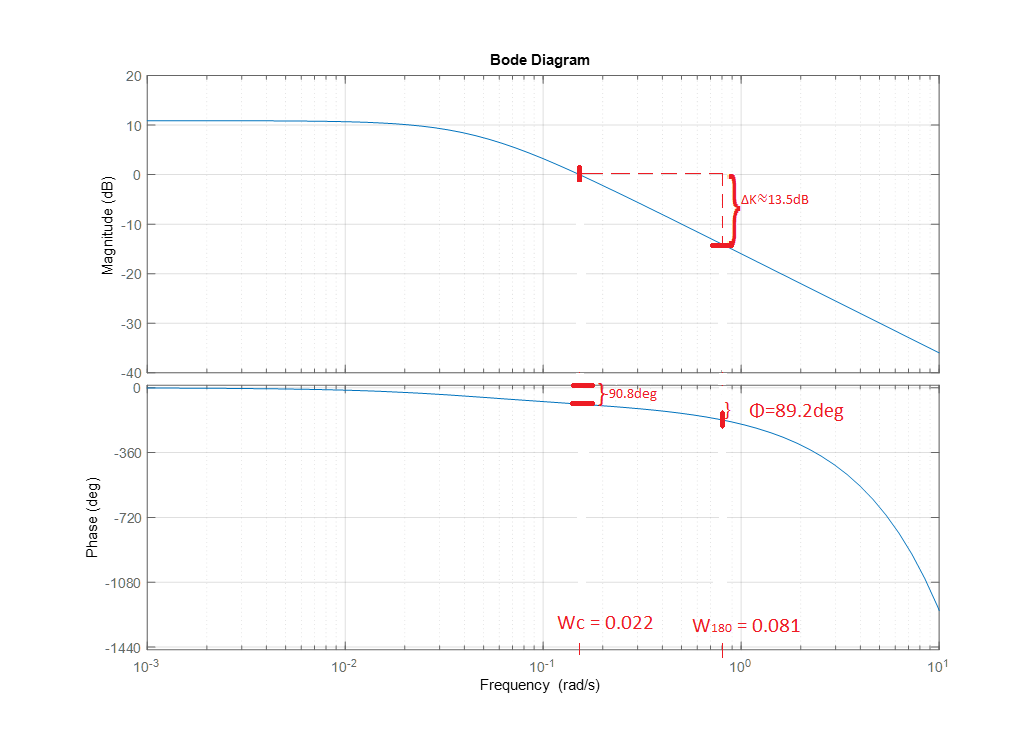 Bode Diagram
20
10
0
-10
-20
-30
-40
Magnitude (dB)
ΔK≈13.5dB
0
-360
-720
-1080
-1440
Phase (deg)
-90.8deg
Φ=89.2deg
Wc = 0.022
W180 = 0.081
10-3
10-2
10-1
100
101
Frequency (rad/s)